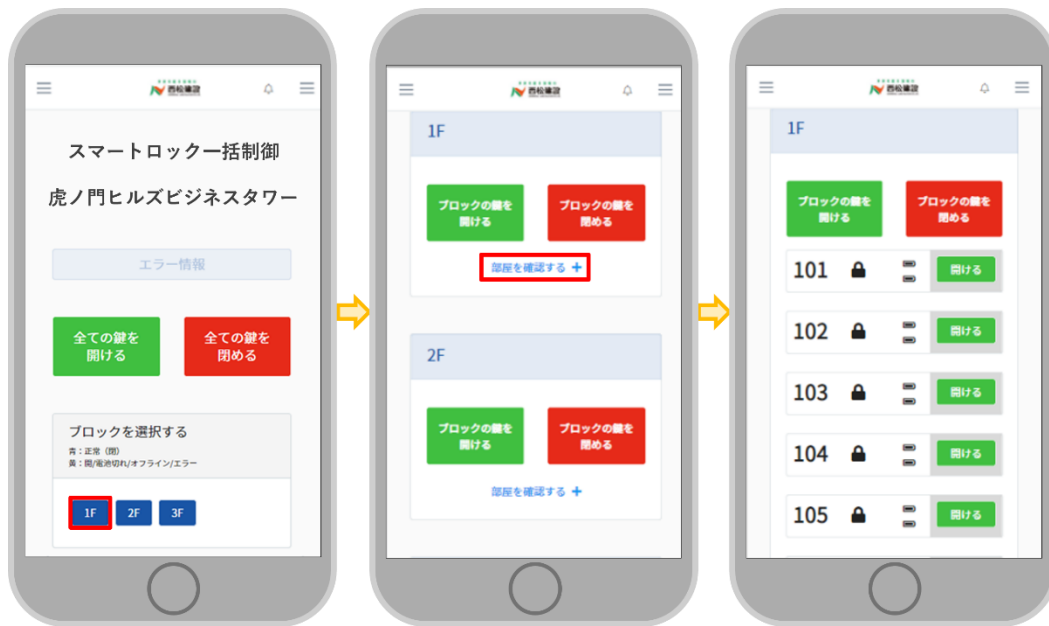 西松建設
スマートロック一括制御
虎ノ門ヒルズビジネスタワー
エラー情報
全ての鍵を
開ける
全ての鍵を
閉める
ブロックを選択する
青：正常（閉）
黄：開/電池切れ/オフライン/エラー
1F
2F
3F
西松建設
1F
ブロックの鍵を
開ける
ブロックの鍵を
閉める
部屋を確認する +
2F
ブロックの鍵を
開ける
ブロックの鍵を
閉める
部屋を確認する +
西松建設
1F
ブロックの鍵を
開ける
ブロックの鍵を
閉める
101 開ける
102 開ける
103 開ける
104 開ける
105 開ける